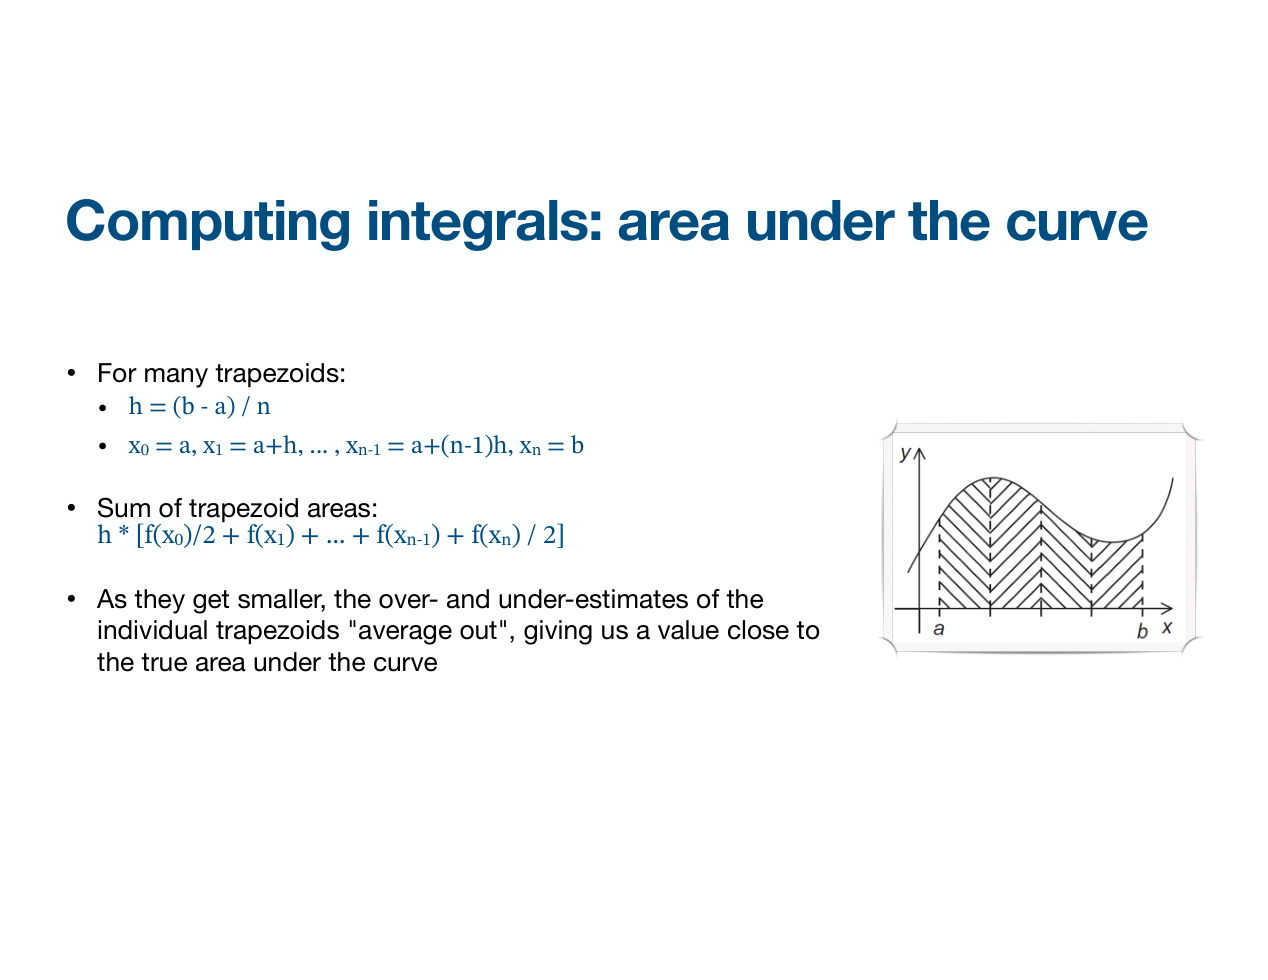 Computing integrals: area under the curve
• For many trapezoids:
• h = (b - a) / n
• x₀ = a, x₁ = a+h, ... , xₙ₋₁ = a+(n-1)h, xₙ = b
• Sum of trapezoid areas:
h * [f(x₀)/2 + f(x₁) + ... + f(xₙ₋₁) + f(xₙ) / 2]
• As they get smaller, the over- and under-estimates of the
individual trapezoids "average out", giving us a value close to
the true area under the curve
y
a
b x